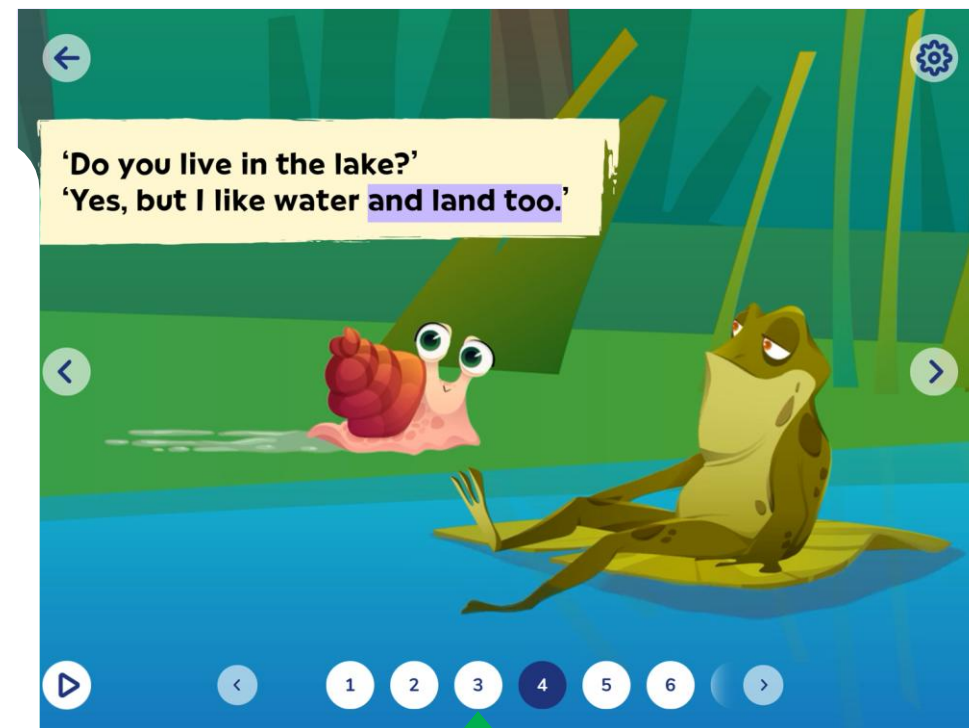 ‘Do you live in the lake?’
‘Yes, but I like water and land too.’
1 2 3 4 5 6